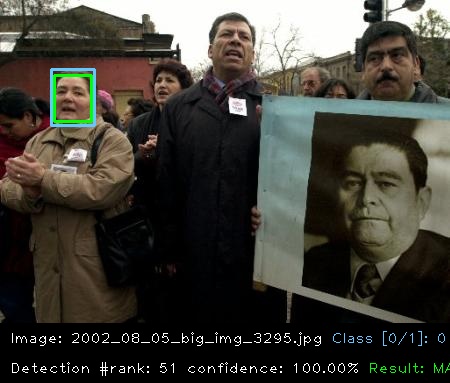 Image: 2002_08_05_big_img_3295.jpg Class [0/1]: 0
Detection #rank: 51 confidence: 100.00% Result: MA